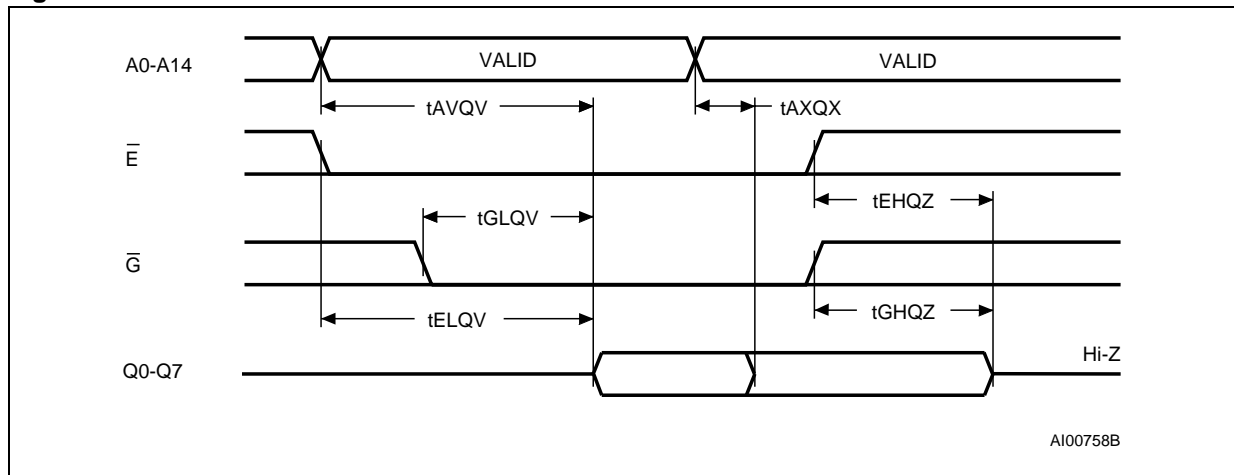 A0-A14
VALID
VALID
tAVQV
tAXQX
E̅
tGLQV
tEHQZ
G̅
tELQV
tGHQZ
Q0-Q7
Hi-Z
AI00758B